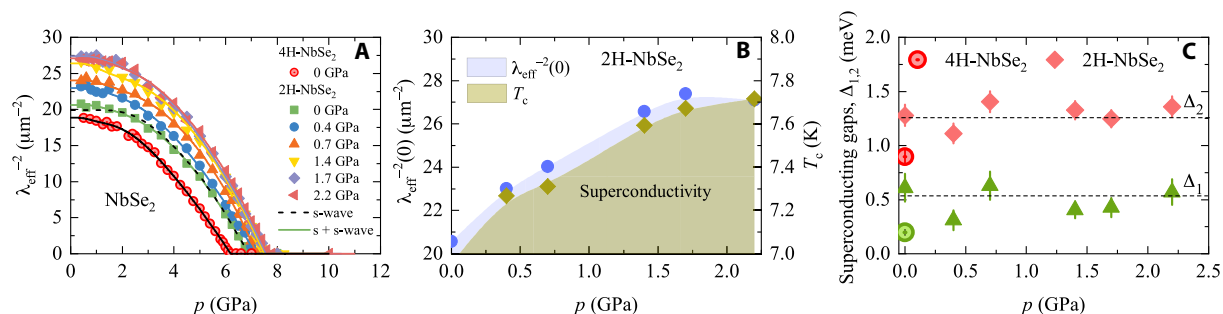 A
λeff⁻² (μm⁻²)
30
25
20
15
10
5
0
4H-NbSe₂
0 GPa
2H-NbSe₂
0 GPa
0.4 GPa
0.7 GPa
1.4 GPa
1.7 GPa
2.2 GPa
s-wave
s + s-wave
NbSe₂
0 2 4 6 8 10 12
p (GPa)
B
2H-NbSe₂
λeff⁻²(0)
Tc
Superconductivity
λeff⁻²(0) (μm⁻²)
30
28
26
24
22
20
8.0
7.8
7.6
7.4
7.2
7.0
Tc (K)
0.0 0.5 1.0 1.5 2.0
p (GPa)
C
4H-NbSe₂ 2H-NbSe₂
Δ₂
Δ₁
Superconducting gaps, Δ₁,₂ (meV)
2.0
1.5
1.0
0.5
0.0
0.0 0.5 1.0 1.5 2.0 2.5
p (GPa)